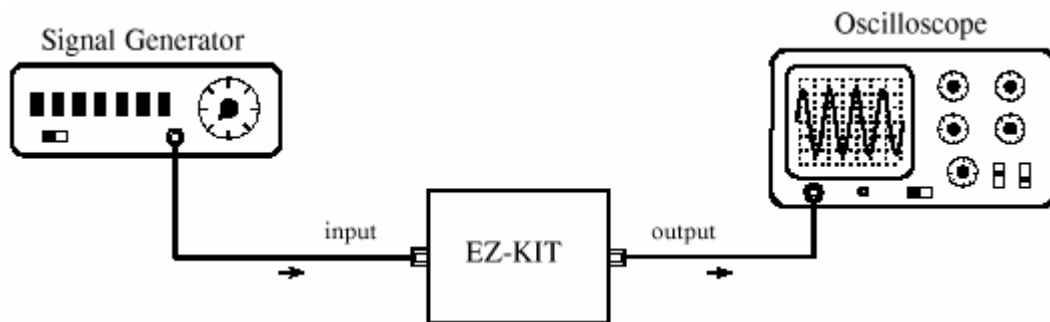 Signal Generator
Oscilloscope
input
EZ-KIT
output